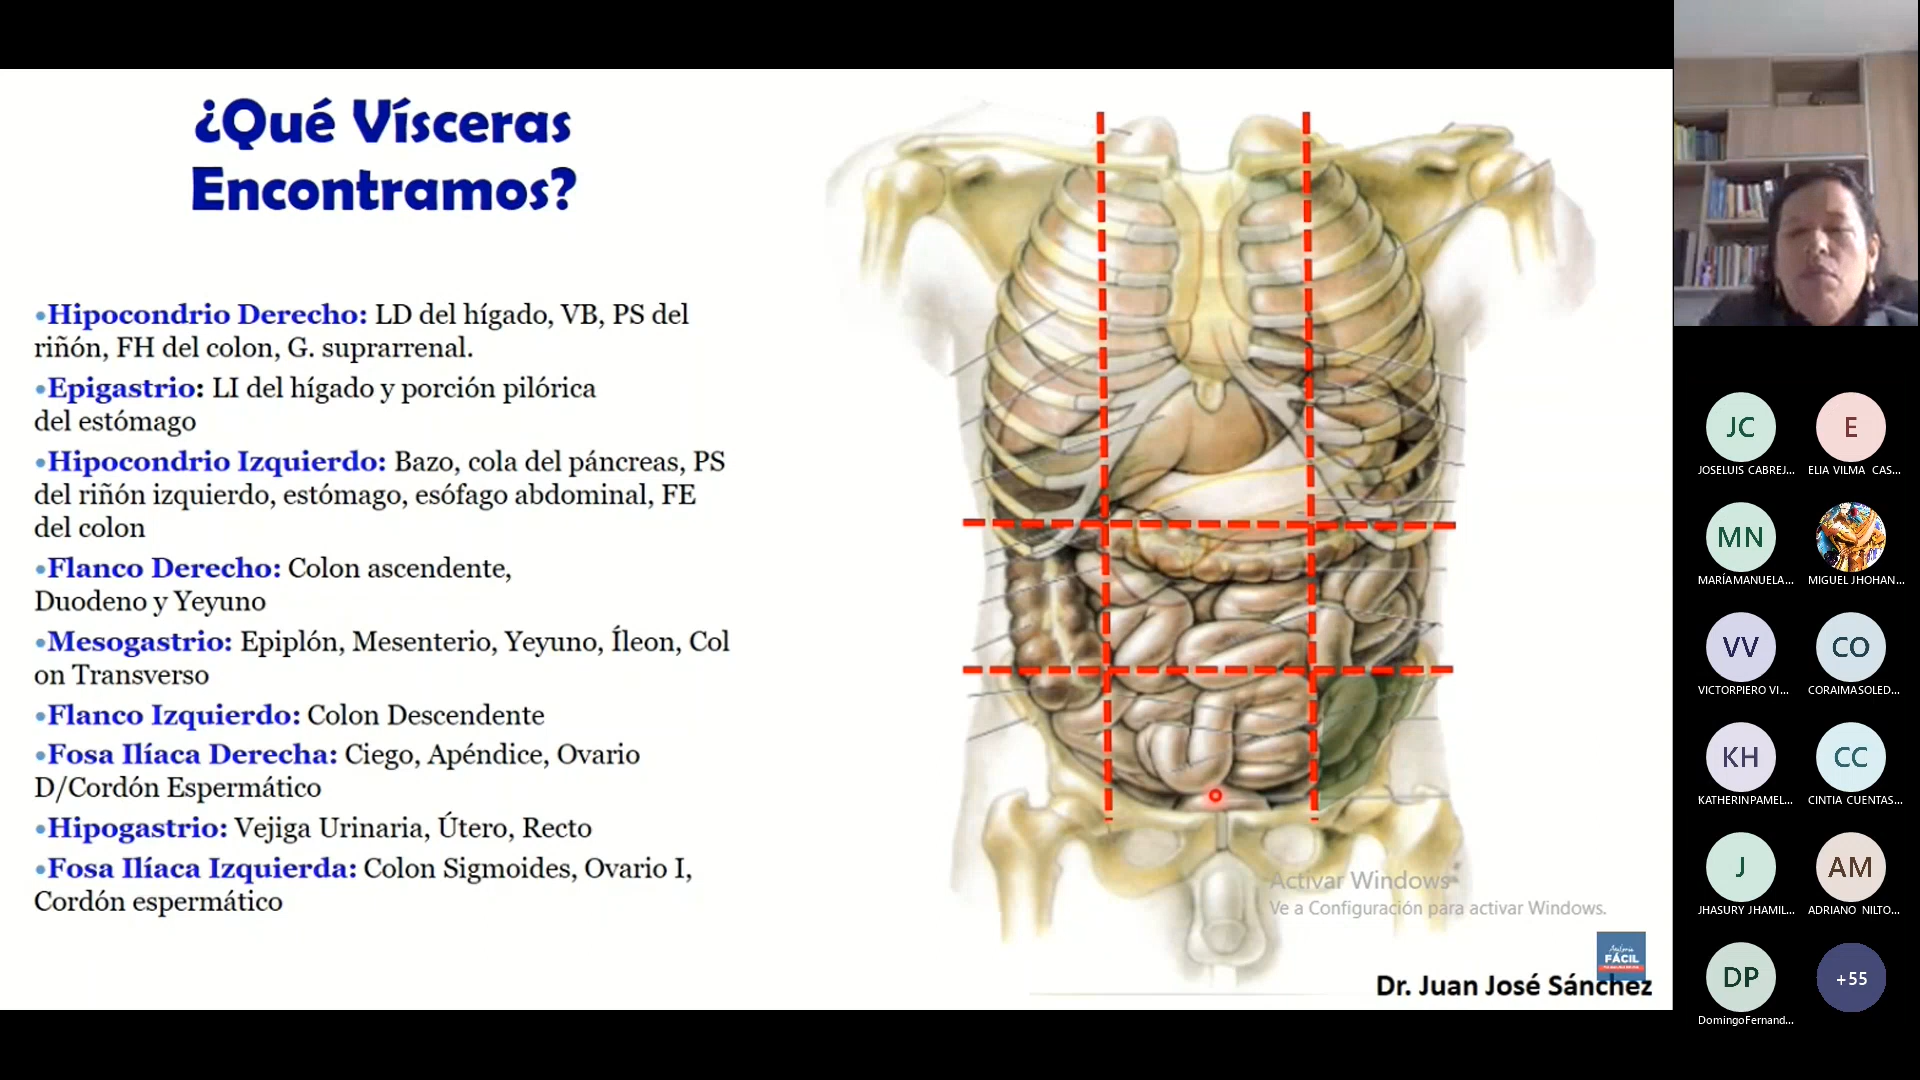 ¿Qué Vísceras
Encontramos?
•Hipocondrio Derecho: LD del hígado, VB, PS del
riñón, FH del colon, G. suprarrenal.
•Epigastrio: LI del hígado y porción pilórica
del estómago
•Hipocondrio Izquierdo: Bazo, cola del páncreas, PS
del riñón izquierdo, estómago, esófago abdominal, FE
del colon
•Flanco Derecho: Colon ascendente,
Duodeno y Yeyuno
•Mesogastrio: Epiplón, Mesenterio, Yeyuno, Íleon, Col
on Transverso
•Flanco Izquierdo: Colon Descendente
•Fosa Ilíaca Derecha: Ciego, Apéndice, Ovario
D/Cordón Espermático
•Hipogastrio: Vejiga Urinaria, Útero, Recto
•Fosa Ilíaca Izquierda: Colon Sigmoides, Ovario I,
Cordón espermático
Activar Windows
Ve a Configuración para activar Windows.
FÁCIL
Dr. Juan José Sánchez
JC
JOSELUIS CABREJ...
E
ELIA VILMA CAS...
MN
MARÍAMANUELA...
MIGUEL JHOHAN...
VV
VICTORPIERO VI...
CO
CORAIMASOLED...
KH
KATHERINPAMEL...
CC
CINTIA CUENTAS...
J
JHASURY JHAMIL...
AM
ADRIANO NILTO...
DP
DomingoFernand...
+55